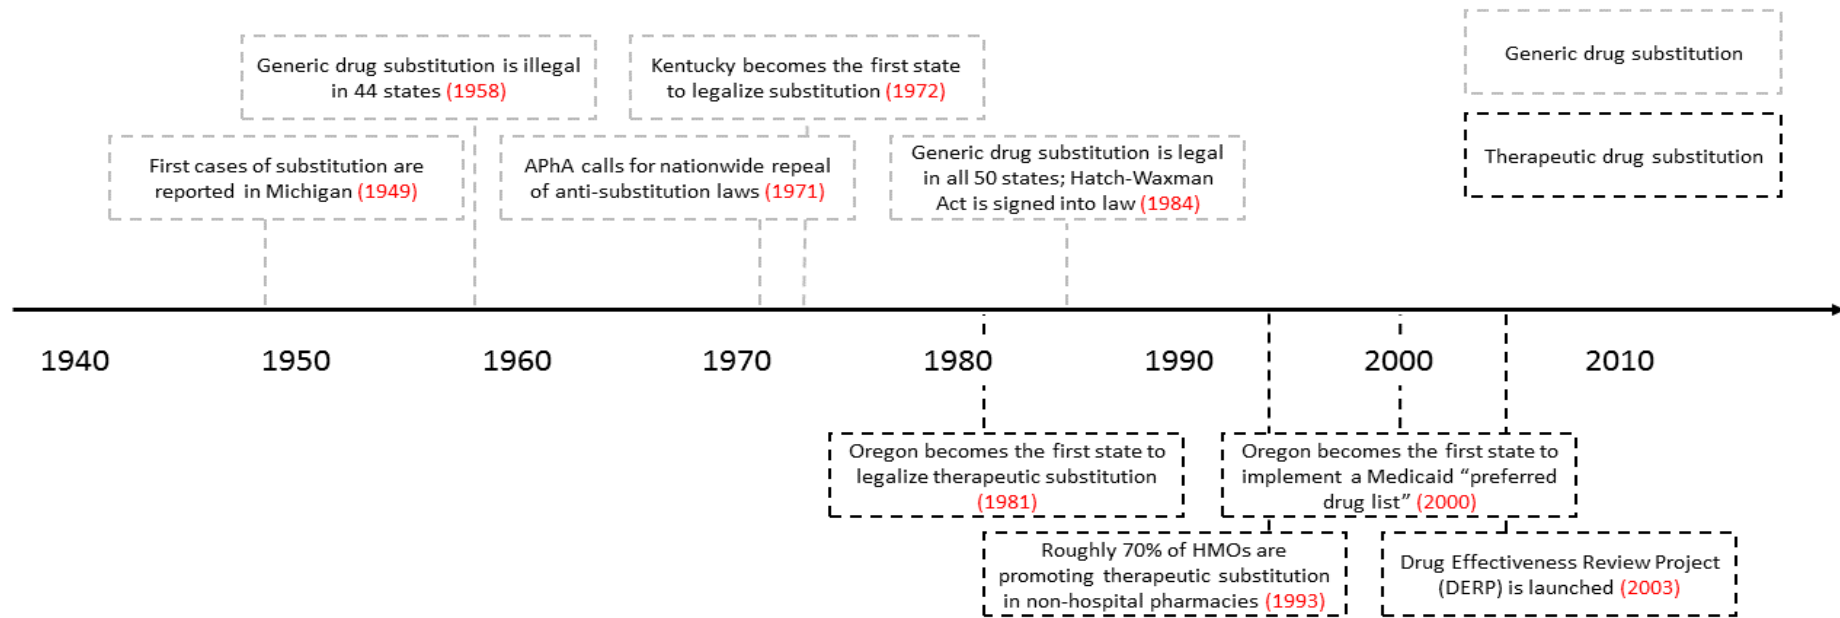 Generic drug substitution is illegal
in 44 states (1958)
Kentucky becomes the first state
to legalize substitution (1972)
Generic drug substitution
First cases of substitution are
reported in Michigan (1949)
APhA calls for nationwide repeal
of anti-substitution laws (1971)
Generic drug substitution is legal
in all 50 states; Hatch-Waxman
Act is signed into law (1984)
Therapeutic drug substitution
1940
1950
1960
1970
1980
1990
2000
2010
Oregon becomes the first state to
legalize therapeutic substitution
(1981)
Oregon becomes the first state to
implement a Medicaid “preferred
drug list” (2000)
Roughly 70% of HMOs are
promoting therapeutic substitution
in non-hospital pharmacies (1993)
Drug Effectiveness Review Project
(DERP) is launched (2003)